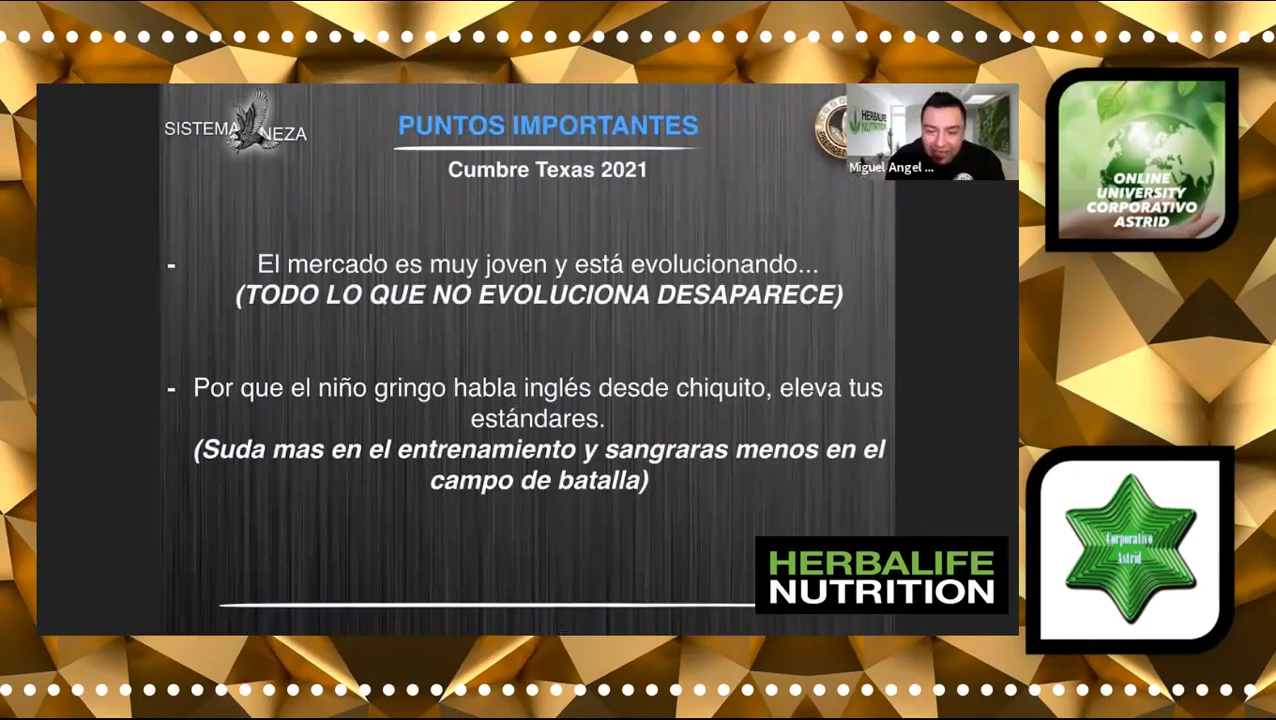 SISTEMA NEZA
PUNTOS IMPORTANTES
Cumbre Texas 2021
HERBALIFE
NUTRITION
Miguel Angel ...
ONLINE
UNIVERSITY
CORPORATIVO
ASTRID
- El mercado es muy joven y está evolucionando...
(TODO LO QUE NO EVOLUCIONA DESAPARECE)
- Por que el niño gringo habla inglés desde chiquito, eleva tus
estándares.
(Suda mas en el entrenamiento y sangraras menos en el
campo de batalla)
Corporativo
Astrid
HERBALIFE
NUTRITION